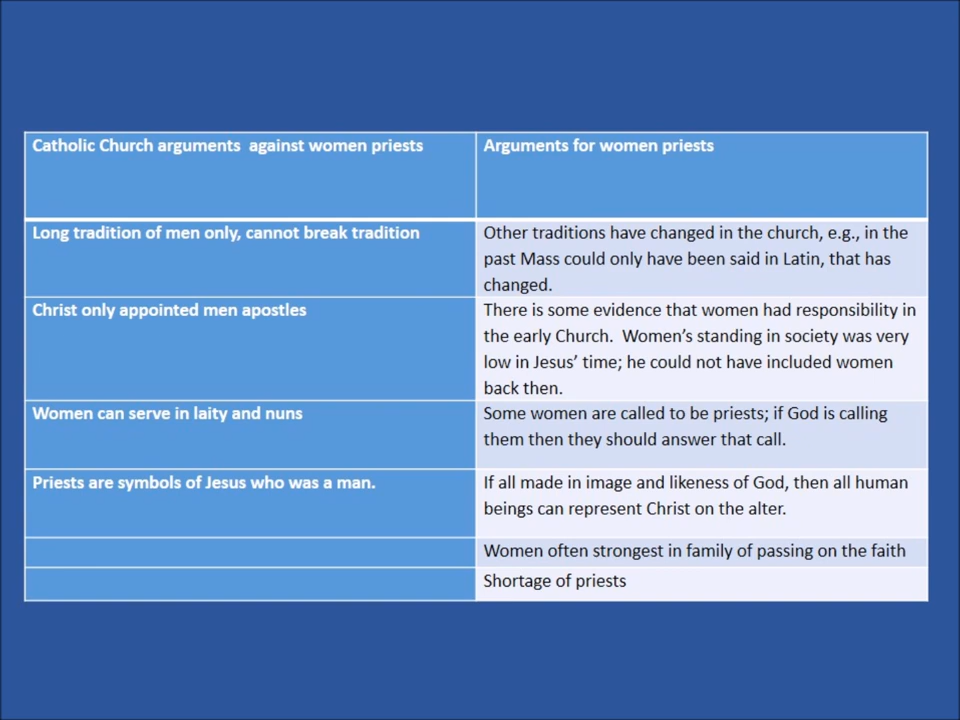 Catholic Church arguments  against women priests
Arguments for women priests
Long tradition of men only, cannot break tradition
Other traditions have changed in the church, e.g., in the
past Mass could only have been said in Latin, that has
changed.
Christ only appointed men apostles
There is some evidence that women had responsibility in
the early Church.  Women's standing in society was very
low in Jesus' time; he could not have included women
back then.
Women can serve in laity and nuns
Some women are called to be priests; if God is calling
them then they should answer that call.
Priests are symbols of Jesus who was a man.
If all made in image and likeness of God, then all human
beings can represent Christ on the alter.
Women often strongest in family of passing on the faith
Shortage of priests